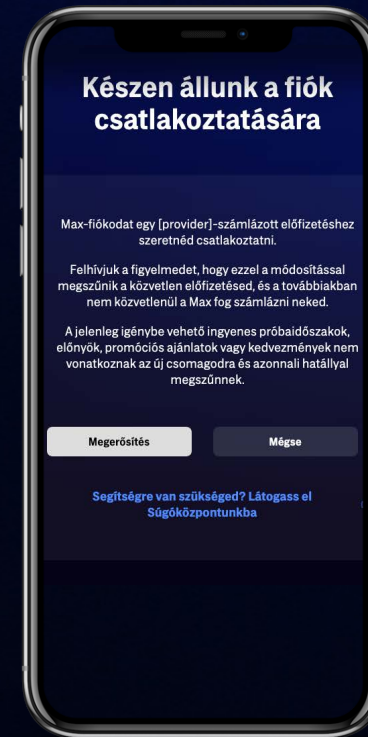 Készen állunk a fiók
csatlakoztatására
Max-fiókodat egy [provider]-számlázott előfizetéshez
szeretnéd csatlakoztatni.
Felhívjuk a figyelmedet, hogy ezzel a módosítással
megszűnik a közvetlen előfizetésed, és a továbbiakban
nem közvetlenül a Max fog számlázni neked.
A jelenleg igénybe vehető ingyenes próbaidőszakok,
előnyök, promóciós ajánlatok vagy kedvezmények nem
vonatkoznak az új csomagodra és azonnali hatállyal
megszűnnek.
Megerősítés
Mégse
Segítségre van szükséged? Látogass el
Súgóközpontunkba